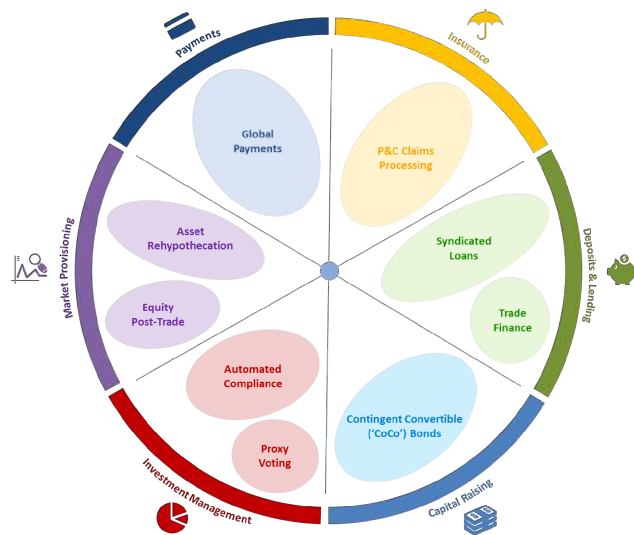 Payments
Insurance
Global
Payments
P&C Claims
Processing
Market Provisioning
Asset
Rehypothecation
Equity
Post-Trade
Syndicated
Loans
Trade
Finance
Deposits & Lending
Automated
Compliance
Proxy
Voting
Contingent Convertible
(‘CoCo’) Bonds
Investment Management
Capital Raising
$